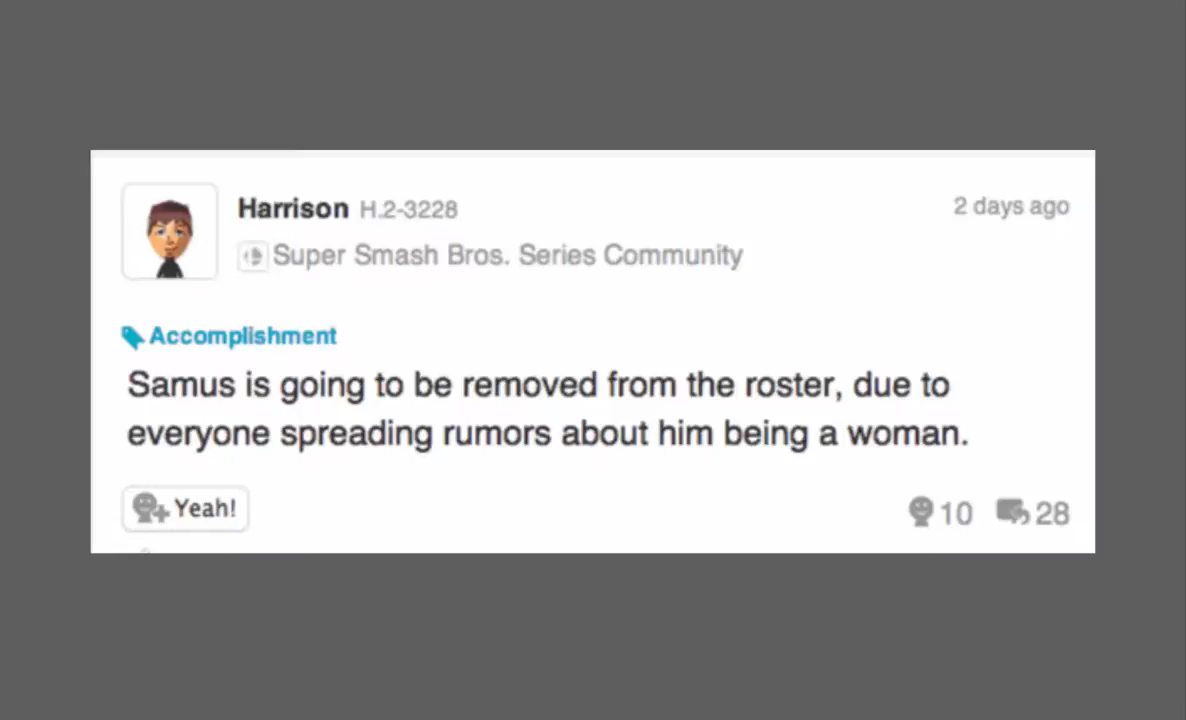 Harrison H.2-3228
2 days ago
Super Smash Bros. Series Community
Accomplishment
Samus is going to be removed from the roster, due to
everyone spreading rumors about him being a woman.
Yeah!
10 28